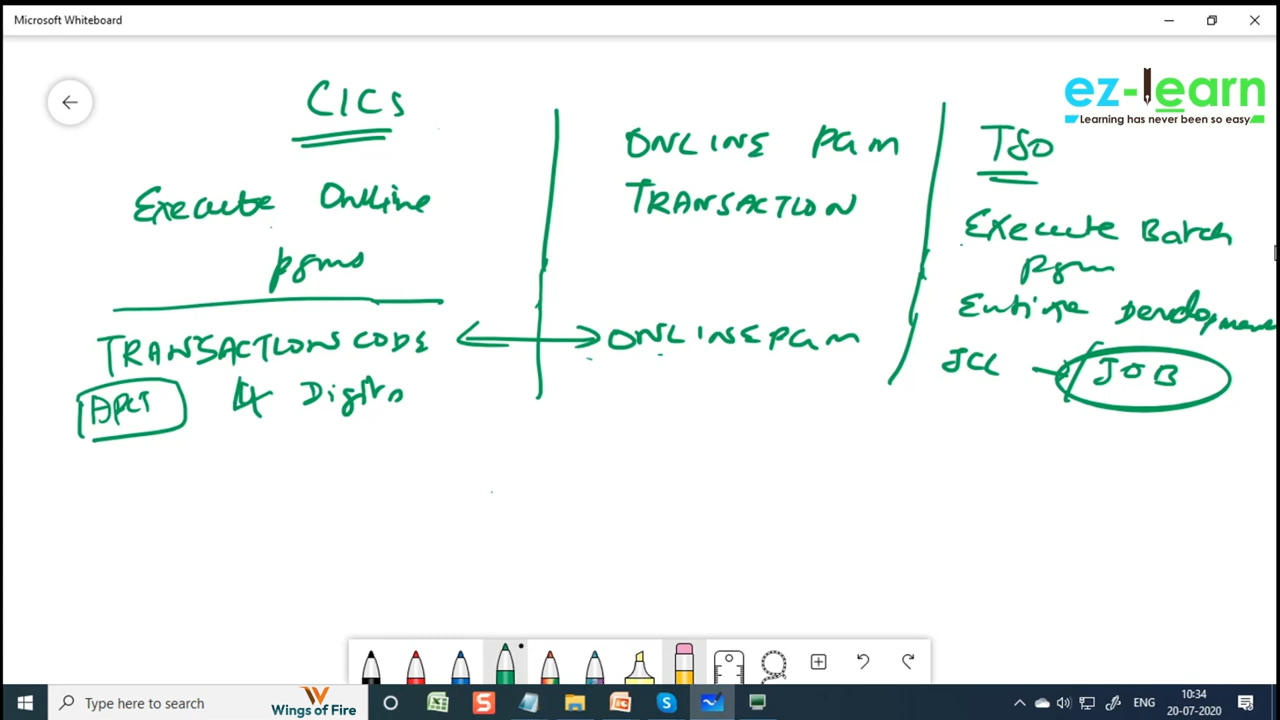 Microsoft Whiteboard
ez-learn
Learning has never been so easy
CICS
Execute Online
pgms
TRANSACTION CODE
4 Digits
ONLINE PGM
TRANSACTION
ONLINE PGM
TSO
Execute Batch
Pgm
Entire Development
JCL
JOB
Type here to search
Wings of Fire
ENG
10:34
20-07-2020